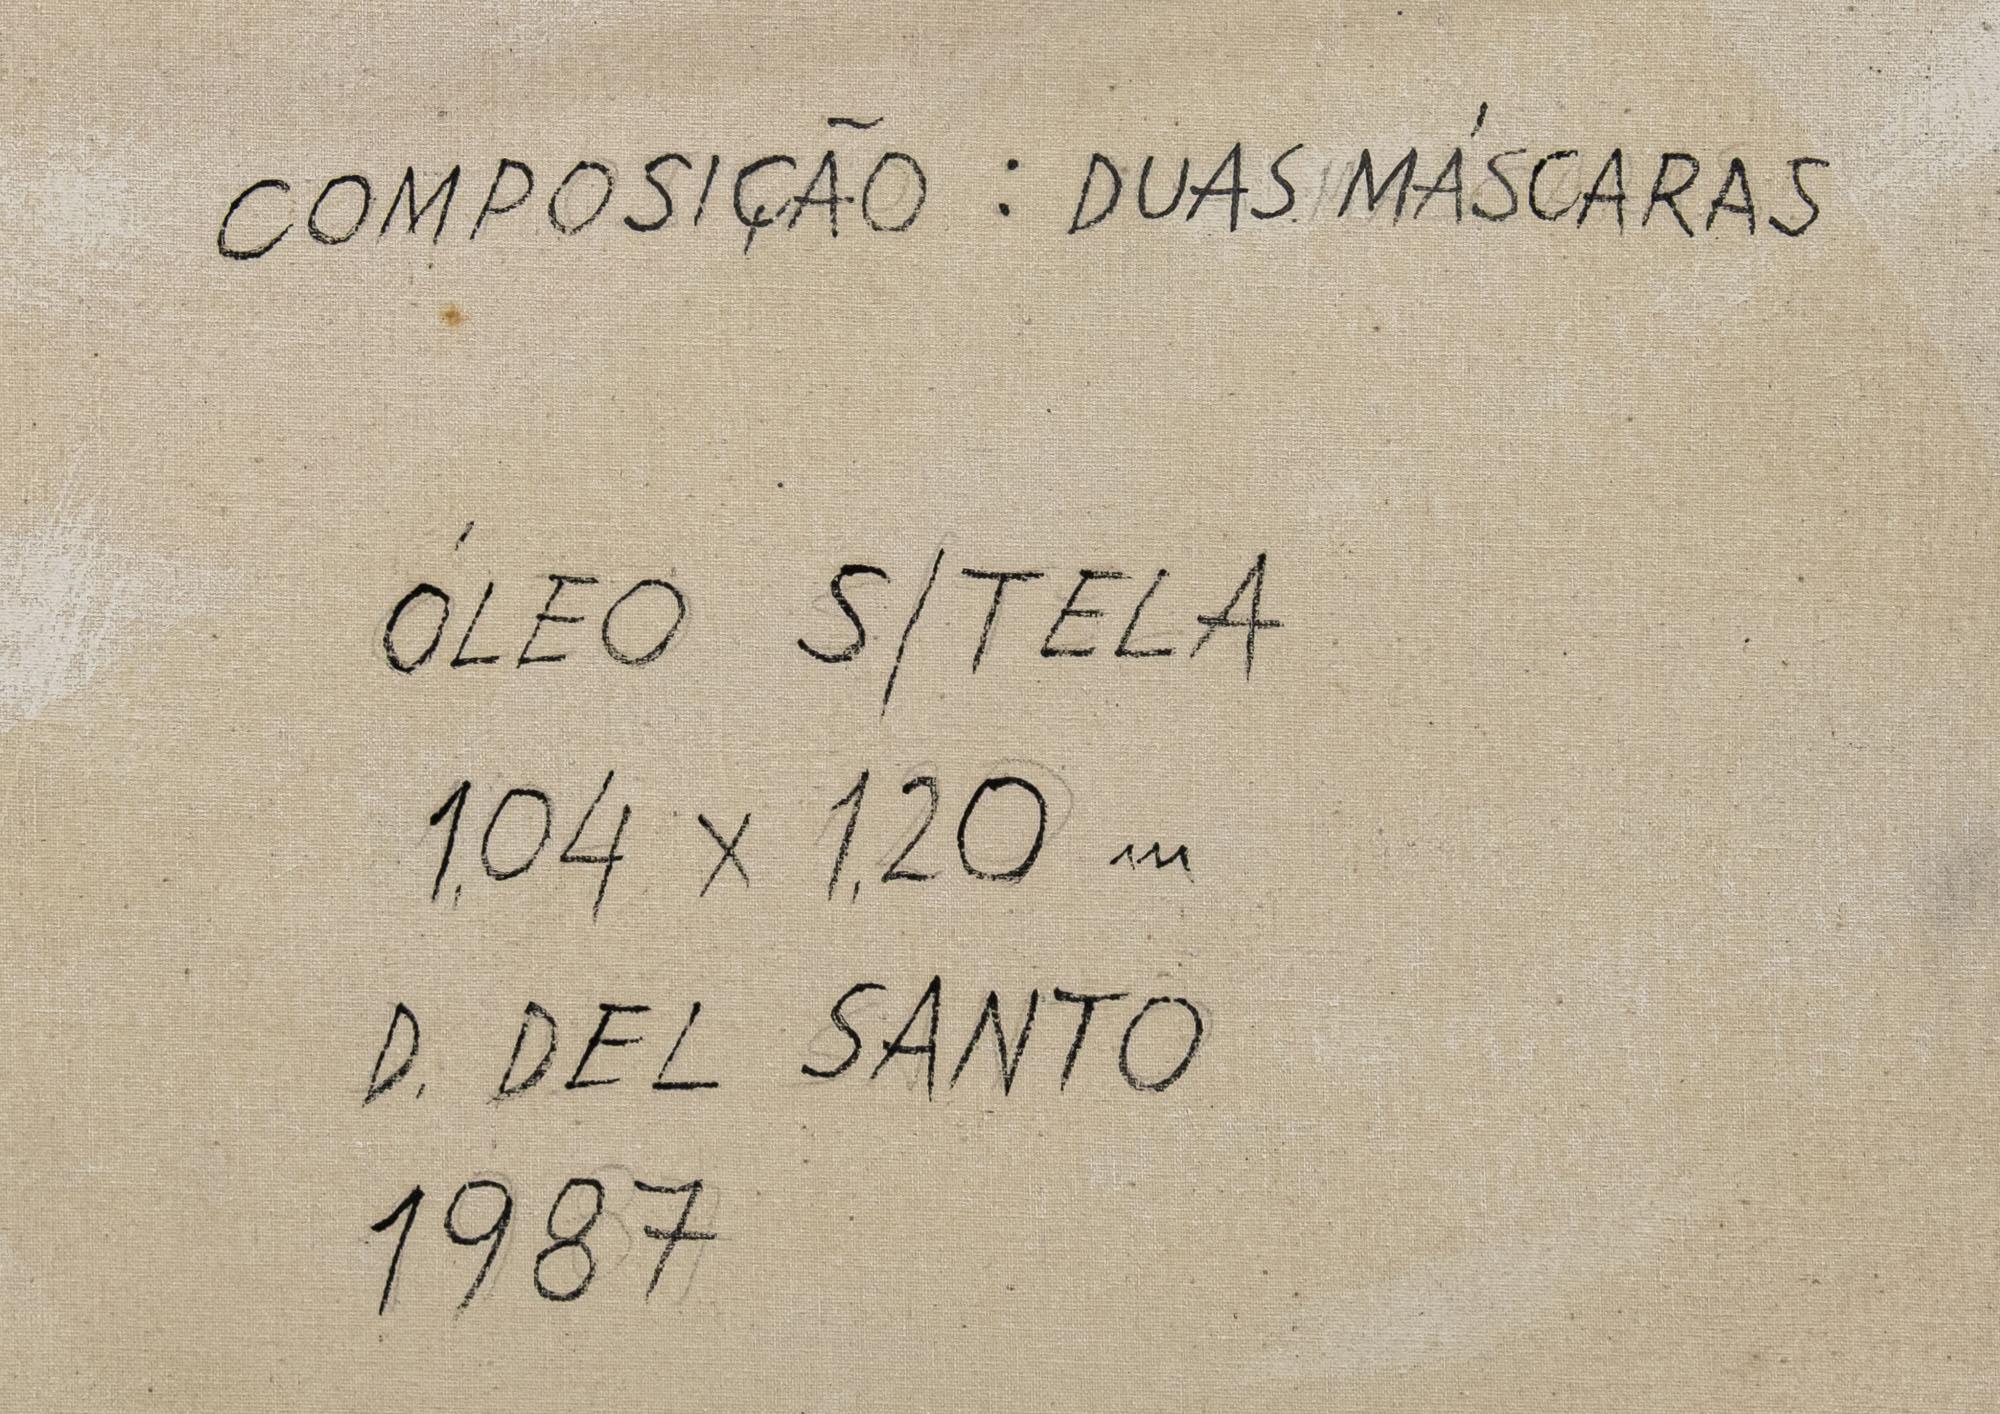 COMPOSIÇÃO : DUAS MÁSCARAS
ÓLEO S/TELA
1,04 x 1,20 m
D. DEL SANTO
1987